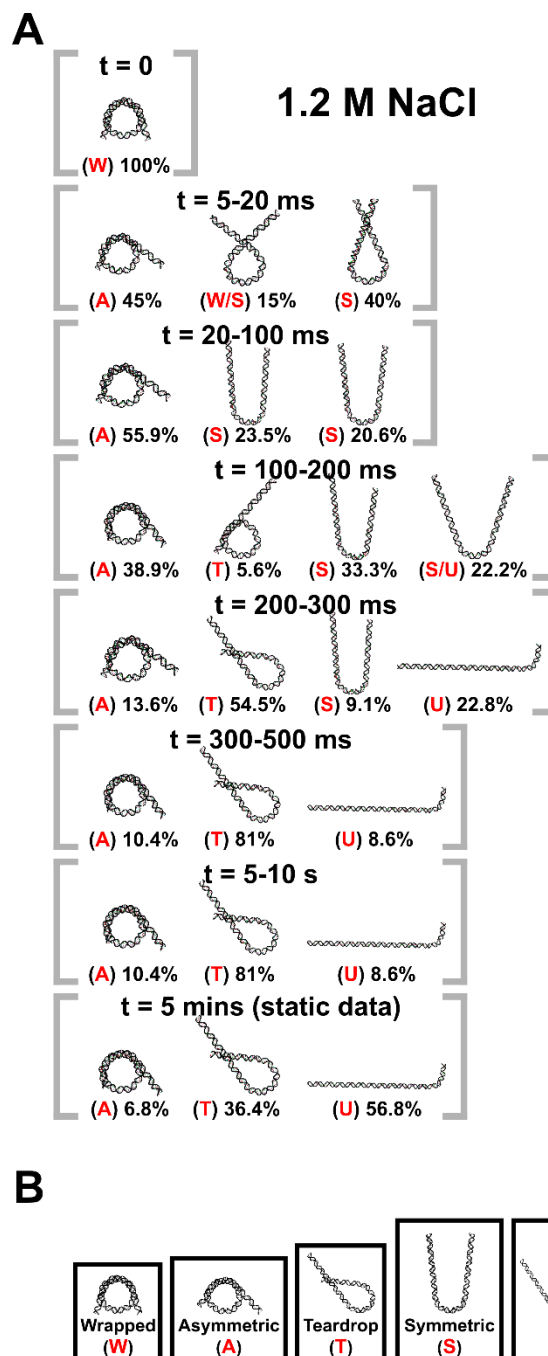 A
t = 0
1.2 M NaCl
(W) 100%
t = 5-20 ms
(A) 45% (W/S) 15% (S) 40%
t = 20-100 ms
(A) 55.9% (S) 23.5% (S) 20.6%
t = 100-200 ms
(A) 38.9% (T) 5.6% (S) 33.3% (S/U) 22.2%
t = 200-300 ms
(A) 13.6% (T) 54.5% (S) 9.1% (U) 22.8%
t = 300-500 ms
(A) 10.4% (T) 81% (U) 8.6%
t = 5-10 s
(A) 10.4% (T) 81% (U) 8.6%
t = 5 mins (static data)
(A) 6.8% (T) 36.4% (U) 56.8%
B
Wrapped Asymmetric Teardrop Symmetric
(W) (A) (T) (S)